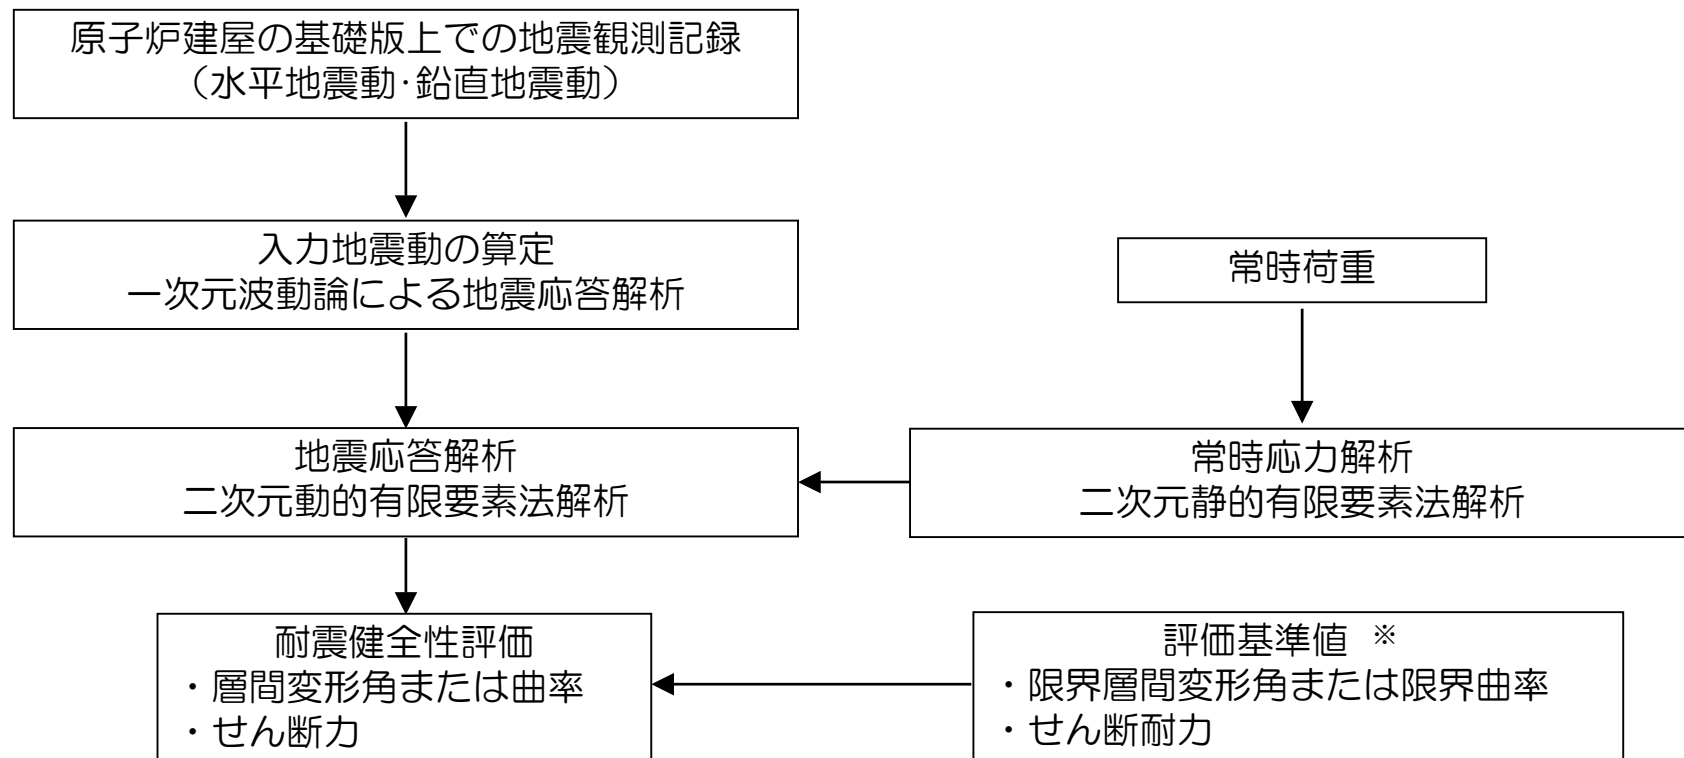 原子炉建屋の基礎版上での地震観測記録
（水平地震動･鉛直地震動）
入力地震動の算定
一次元波動論による地震応答解析
常時荷重
地震応答解析
二次元動的有限要素法解析
常時応力解析
二次元静的有限要素法解析
耐震健全性評価
・層間変形角または曲率
・せん断力
評価基準値 ※
・限界層間変形角または限界曲率
・せん断耐力